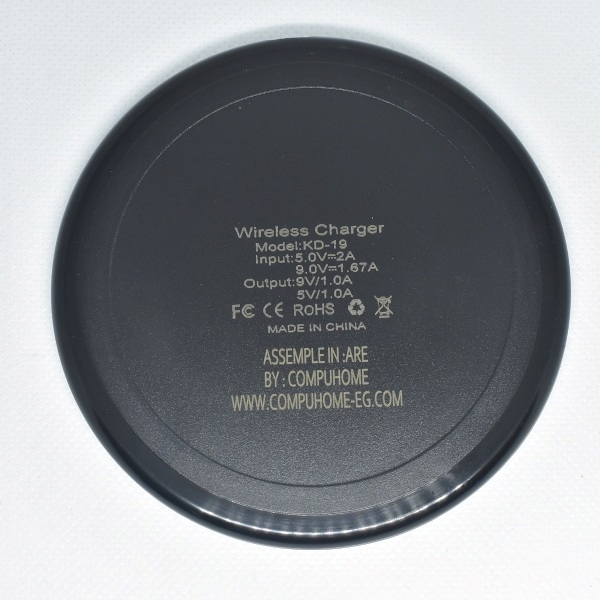 Wireless Charger
Model:KD-19
Input:5.0V=2A
9.0V=1.67A
Output:9V/1.0A
5V/1.0A
FC CE RoHS
MADE IN CHINA
ASSEMPLE IN :ARE
BY : COMPUHOME
WWW.COMPUHOME-EG.COM